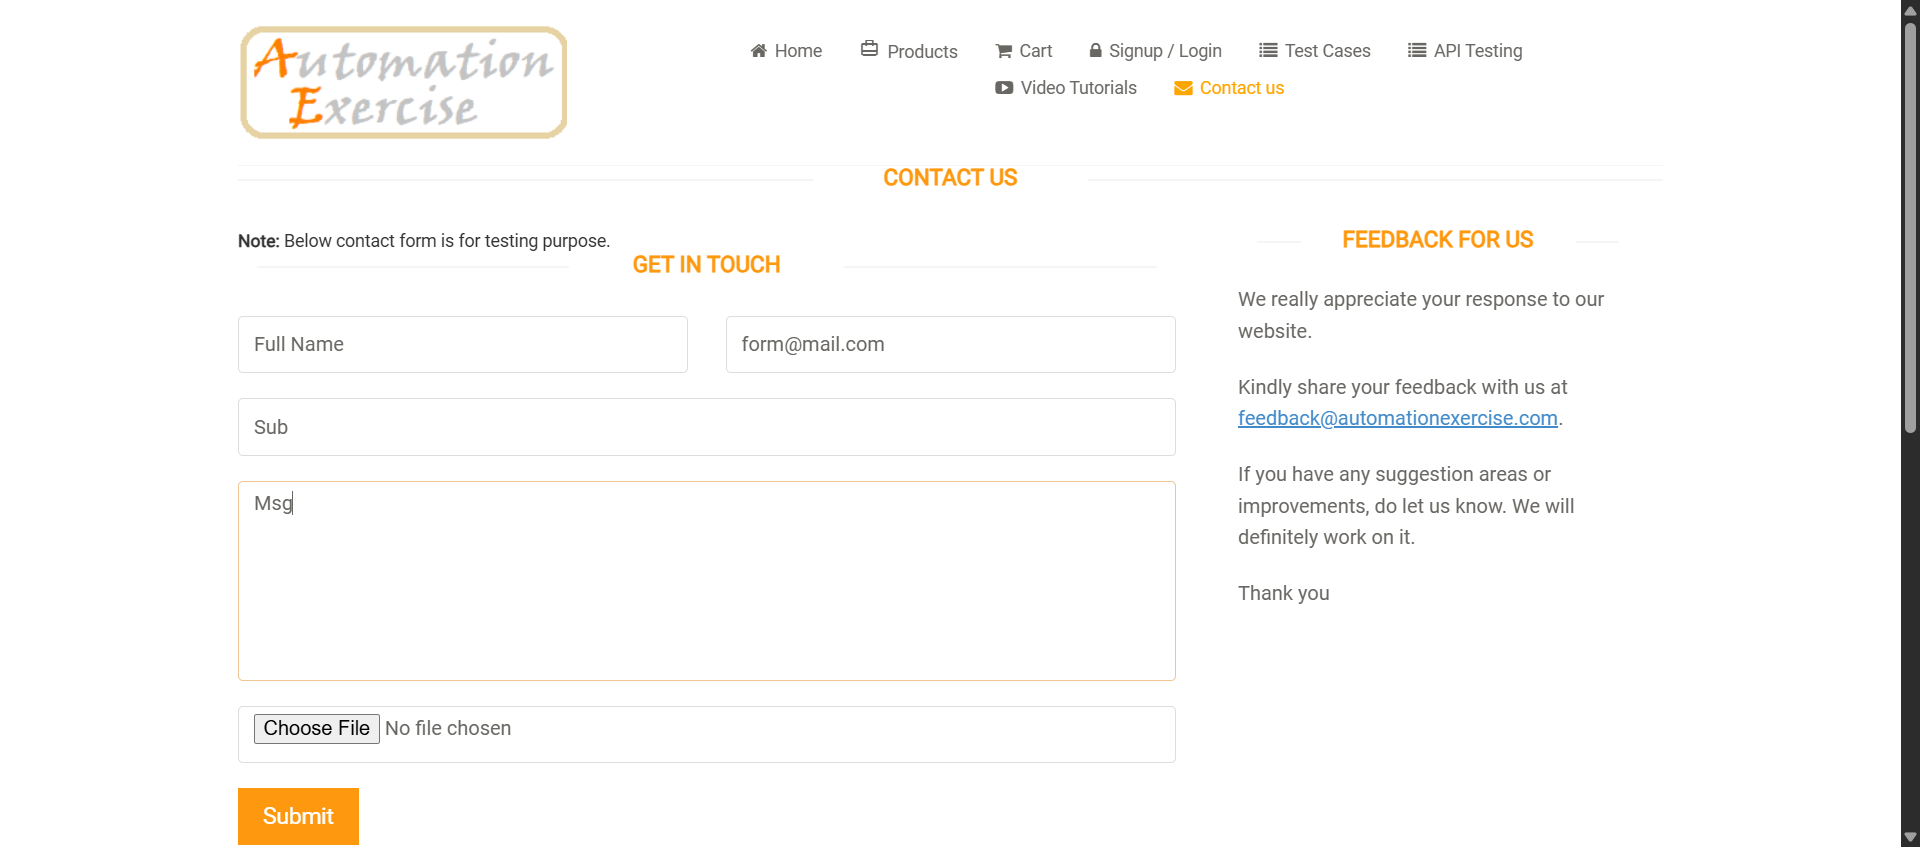 Automation
Exercise
Home
Products
Cart
Signup / Login
Test Cases
API Testing
Video Tutorials
Contact us
CONTACT US
Note: Below contact form is for testing purpose.
GET IN TOUCH
Full Name
form@mail.com
Sub
Msg
Choose File No file chosen
Submit
FEEDBACK FOR US
We really appreciate your response to our
website.
Kindly share your feedback with us at
feedback@automationexercise.com.
If you have any suggestion areas or
improvements, do let us know. We will
definitely work on it.
Thank you